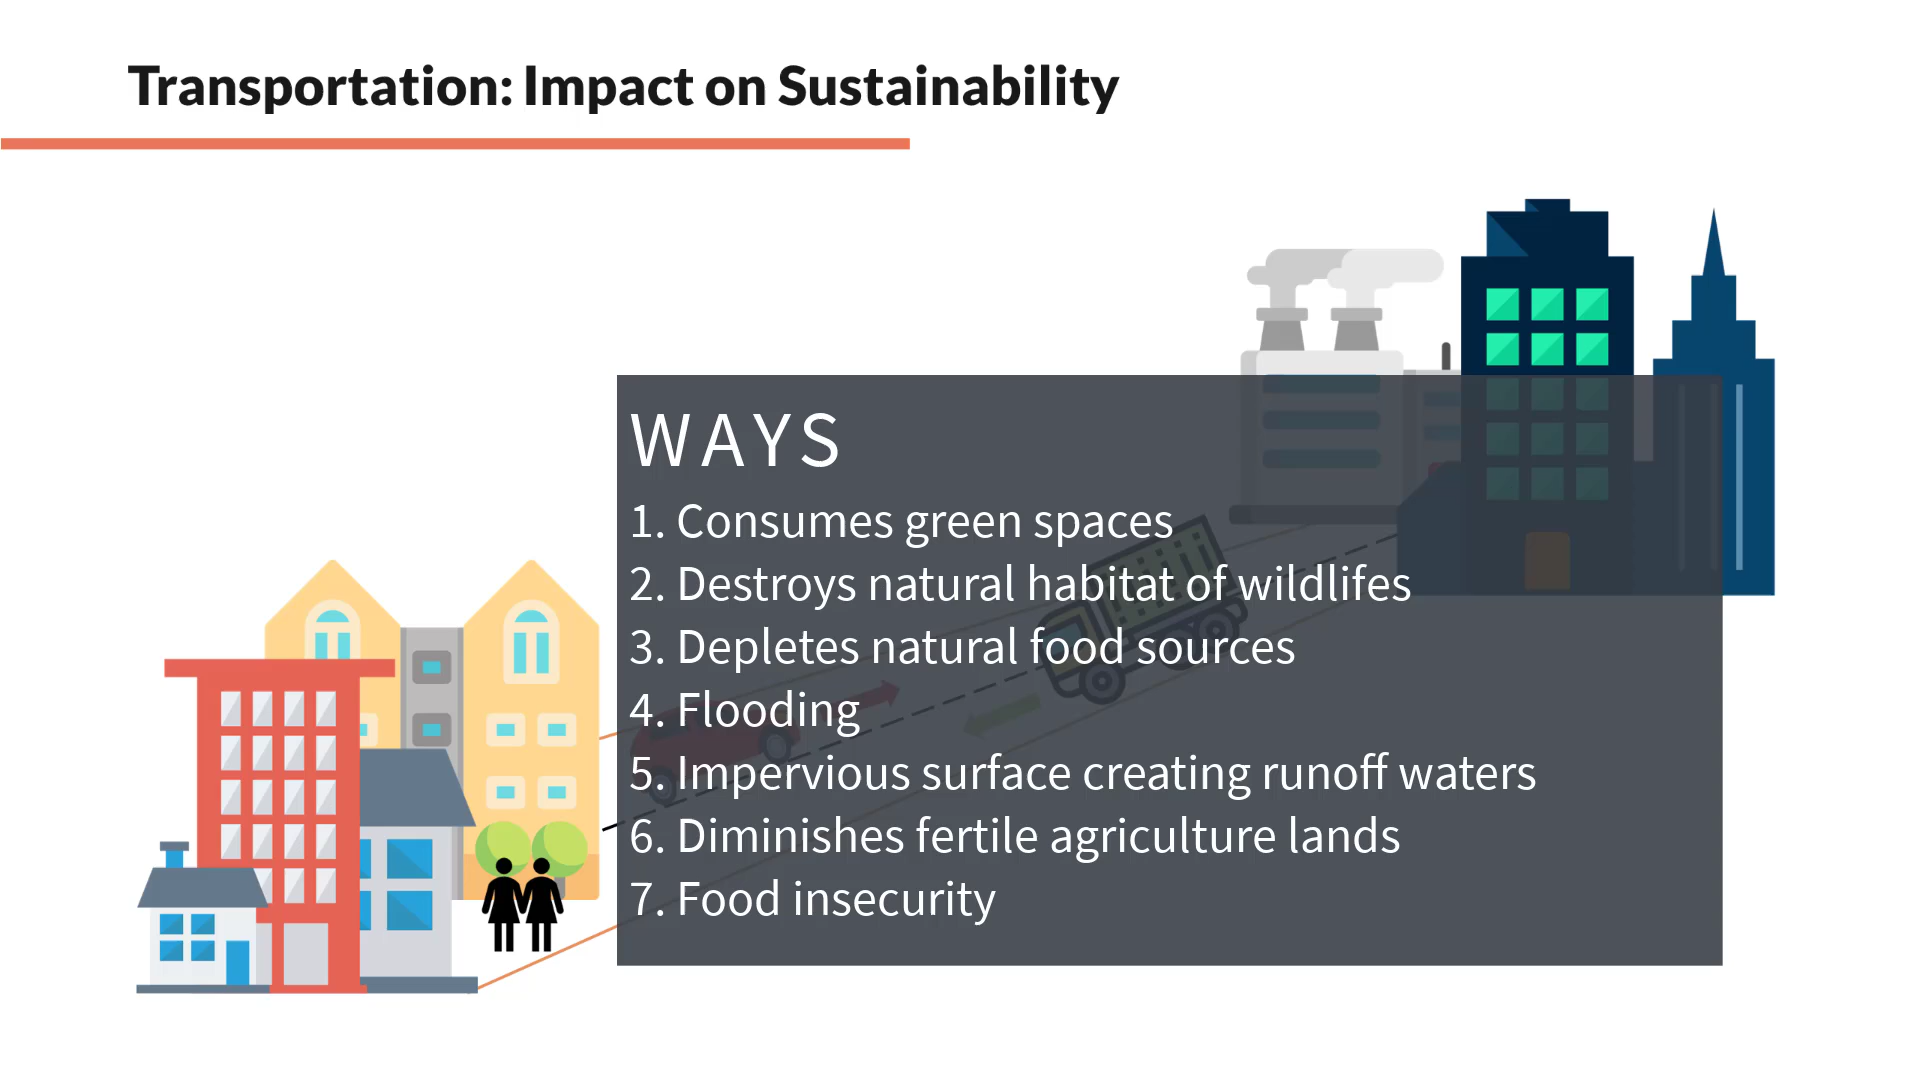 Transportation: Impact on Sustainability
WAYS
1. Consumes green spaces
2. Destroys natural habitat of wildlifes
3. Depletes natural food sources
4. Flooding
5. Impervious surface creating runoff waters
6. Diminishes fertile agriculture lands
7. Food insecurity